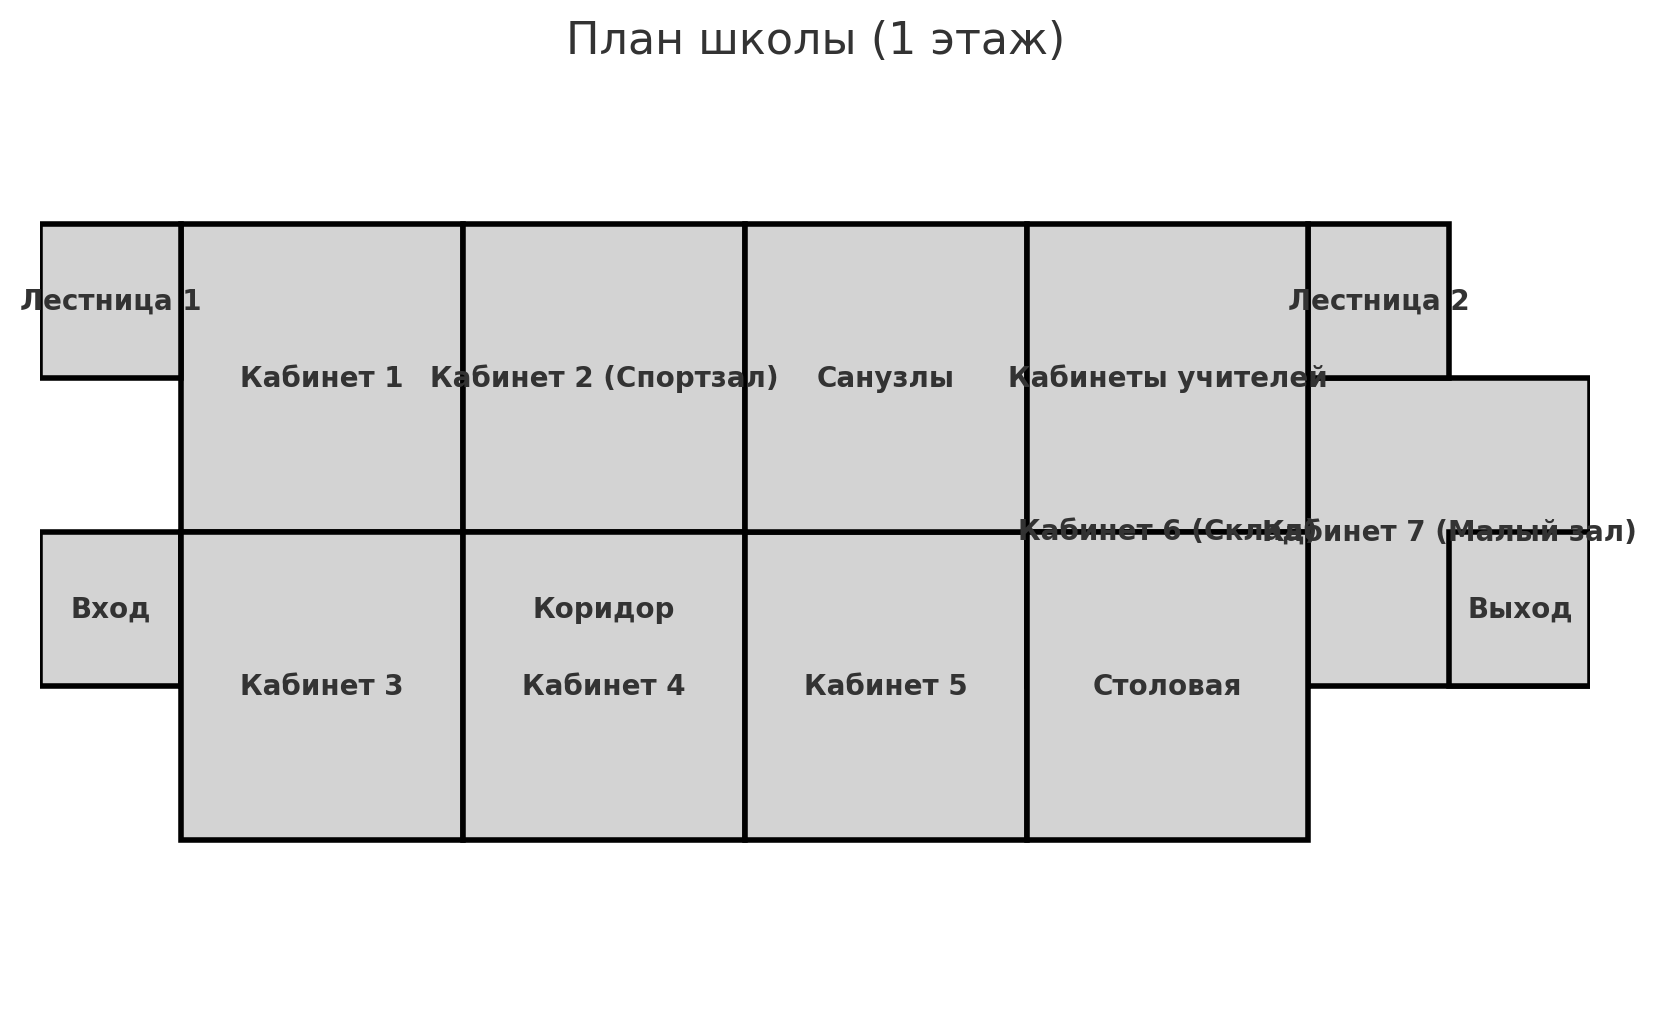 План школы (1 этаж)
Лестница 1
Лестница 2
Кабинет 1
Кабинет 2 (Спортзал)
Санузлы
Кабинеты учителей
Кабинет 6 (Склад)
Кабинет 7 (Малый зал)
Вход
Коридор
Выход
Кабинет 3
Кабинет 4
Кабинет 5
Столовая